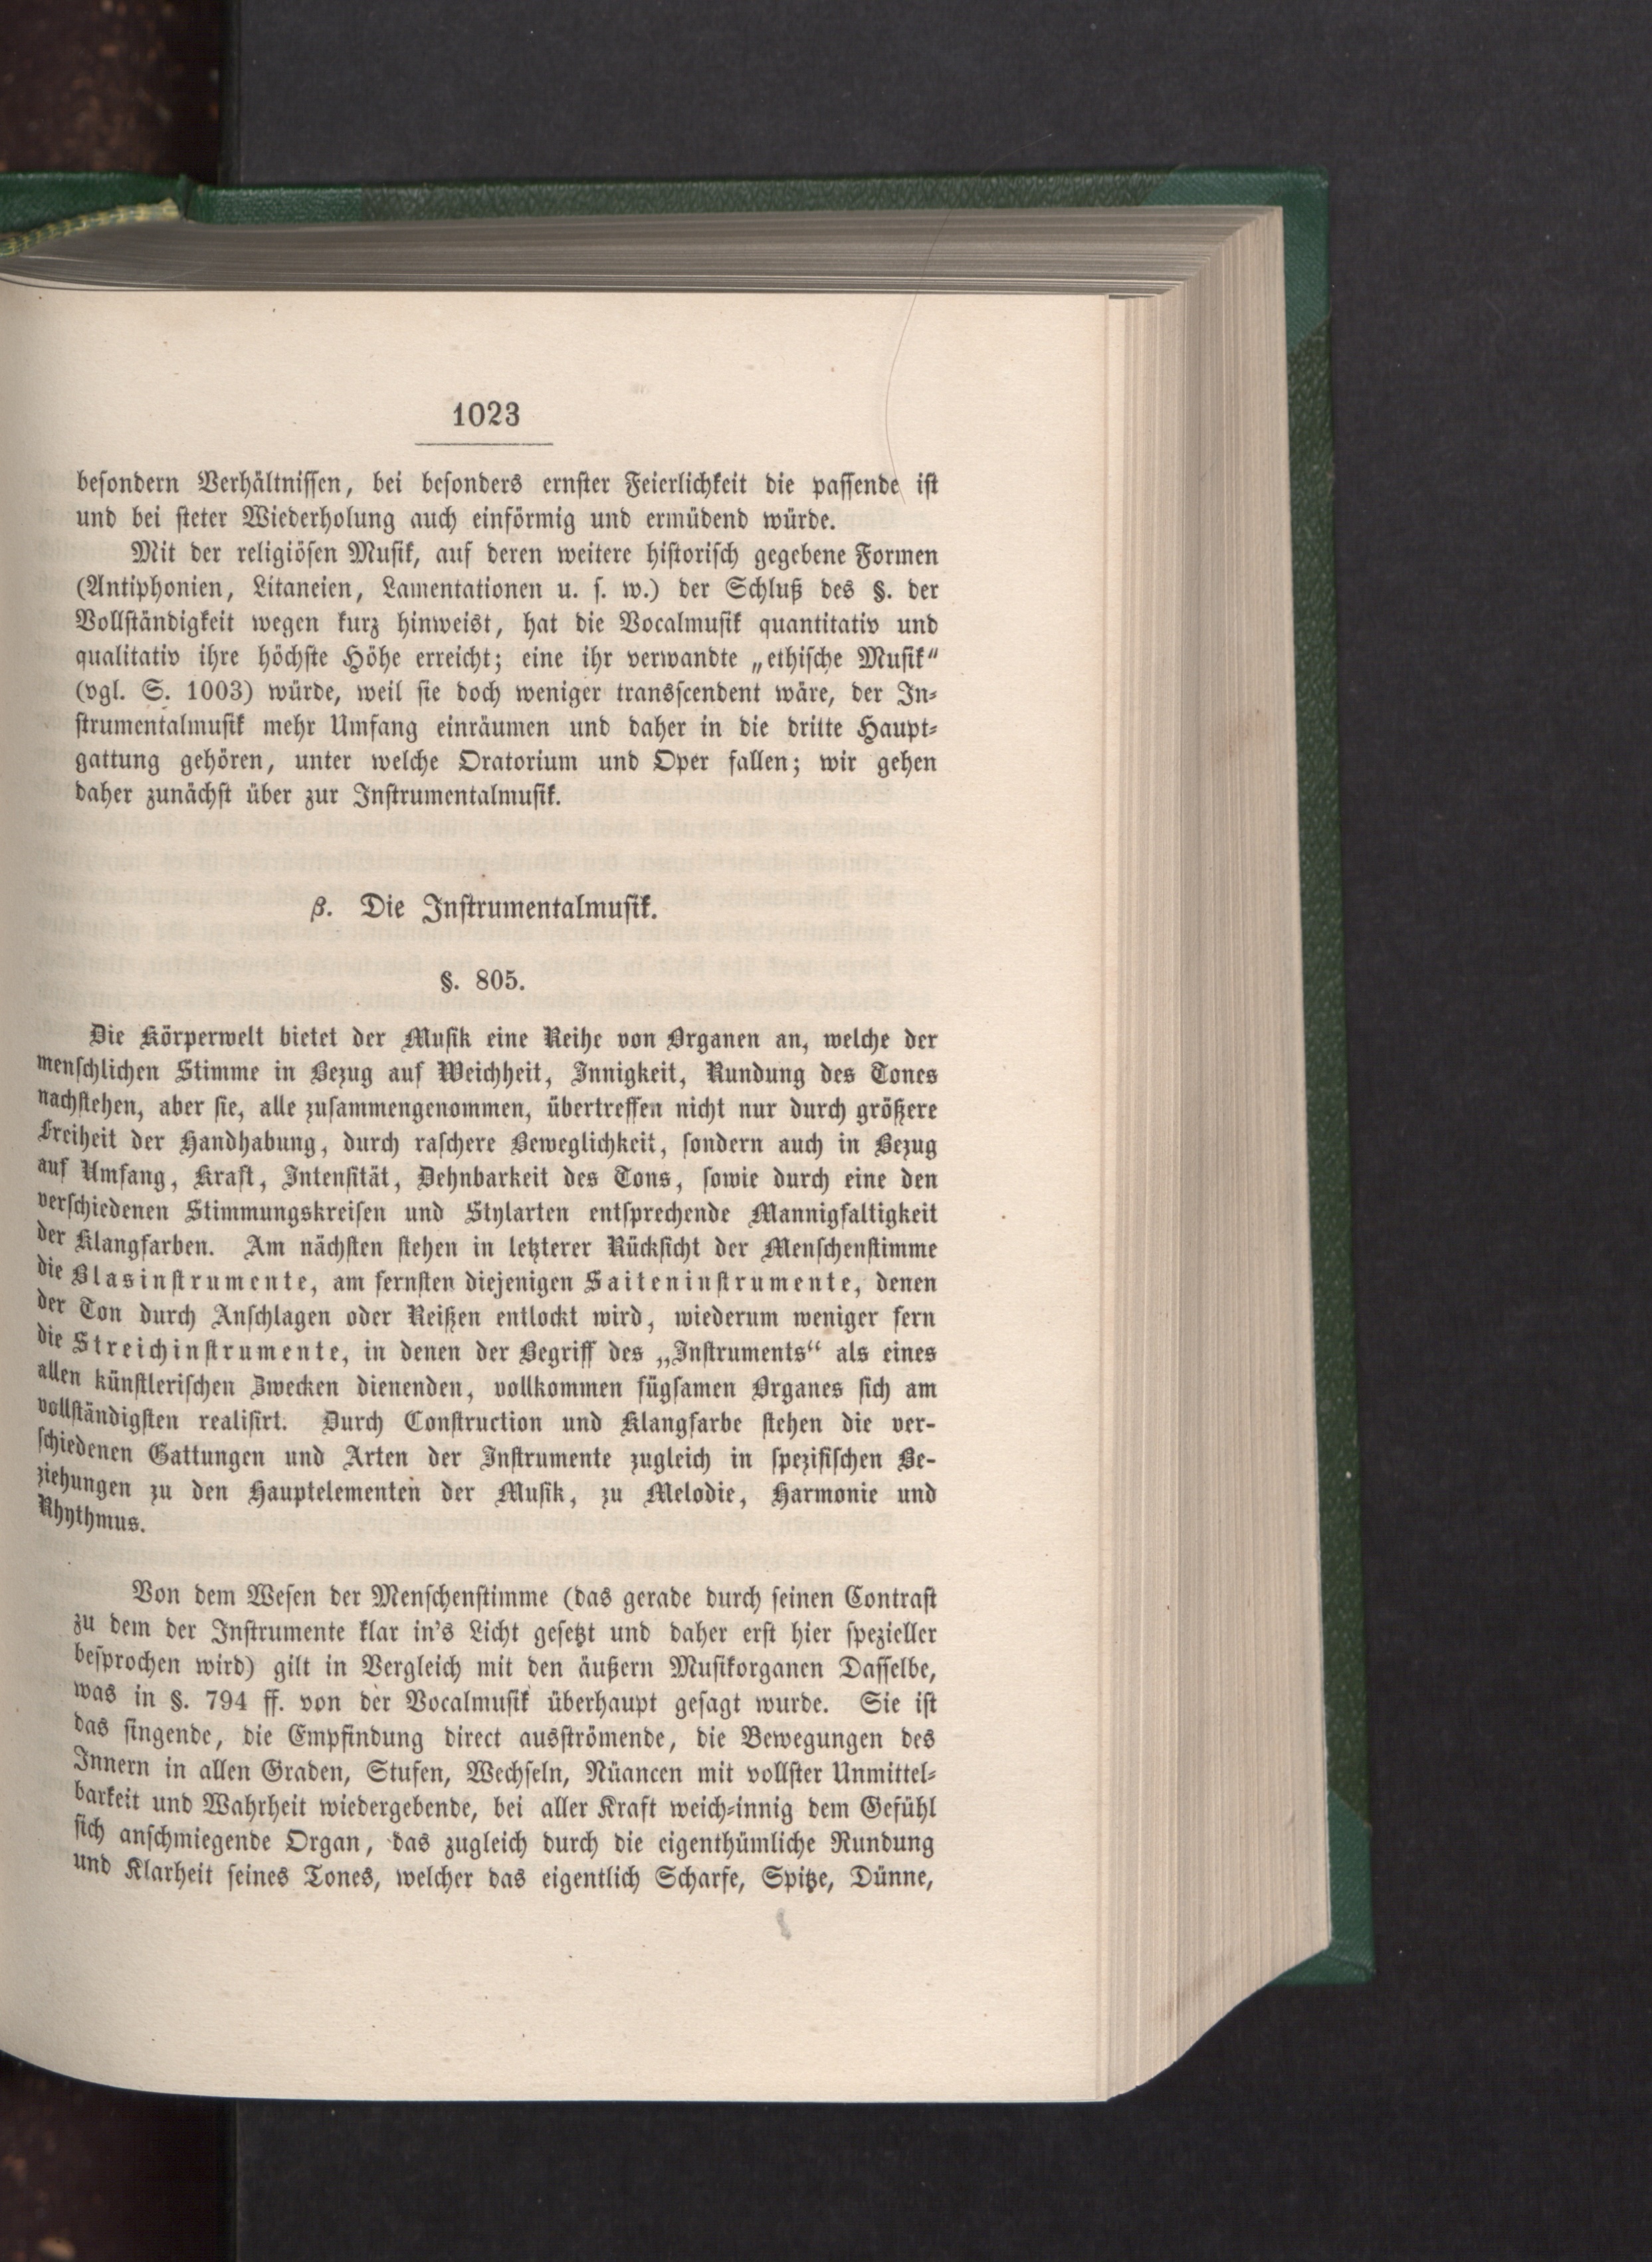 1023
besondern Verhältnissen, bei besonders ernster Feierlichkeit die passende ist
und bei steter Wiederholung auch einförmig und ermüdend würde.
Mit der religiösen Musik, auf deren weitere historisch gegebene Formen
(Antiphonien, Litaneien, Lamentationen u. s. w.) der Schluß des §. der
Vollständigkeit wegen kurz hinweist, hat die Vocalmusik quantitativ und
qualitativ ihre höchste Höhe erreicht; eine ihr verwandte „ethische Musik“
(vgl. S. 1003) würde, weil sie doch weniger transscendent wäre, der In-
strumentalmusik mehr Umfang einräumen und daher in die dritte Haupt-
gattung gehören, unter welche Oratorium und Oper fallen; wir gehen
daher zunächst über zur Instrumentalmusik.
β. Die Instrumentalmusik.
§. 805.
Die Körperwelt bietet der Musik eine Reihe von Organen an, welche der
menschlichen Stimme in Bezug auf Weichheit, Innigkeit, Rundung des Tones
nachstehen, aber sie, alle zusammengenommen, übertreffen nicht nur durch größere
Freiheit der Handhabung, durch raschere Beweglichkeit, sondern auch in Bezug
auf Umfang, Kraft, Intensität, Dehnbarkeit des Tons, sowie durch eine den
verschiedenen Stimmungskreisen und Stylarten entsprechende Mannigfaltigkeit
der Klangfarben. Am nächsten stehen in letzterer Rücksicht der Menschenstimme
die Blasinstrumente, am fernsten diejenigen Saiteninstrumente, denen
der Ton durch Anschlagen oder Reißen entlockt wird, wiederum weniger fern
die Streichinstrumente, in denen der Begriff des „Instruments“ als eines
allen künstlerischen Zwecken dienenden, vollkommen fügsamen Organes sich am
vollständigsten realisirt. Durch Construction und Klangfarbe stehen die ver-
schiedenen Gattungen und Arten der Instrumente zugleich in spezifischen Be-
ziehungen zu den Hauptelementen der Musik, zu Melodie, Harmonie und
Rhythmus.
Von dem Wesen der Menschenstimme (das gerade durch seinen Contrast
zu dem der Instrumente klar in's Licht gesetzt und daher erst hier spezieller
besprochen wird) gilt in Vergleich mit den äußern Musikorganen Dasselbe,
was in §. 794 ff. von der Vocalmusik überhaupt gesagt wurde. Sie ist
das singende, die Empfindung direct ausströmende, die Bewegungen des
Innern in allen Graden, Stufen, Wechseln, Nüancen mit vollster Unmittel-
barkeit und Wahrheit wiedergebende, bei aller Kraft weich-innig dem Gefühl
sich anschmiegende Organ, das zugleich durch die eigenthümliche Rundung
und Klarheit seines Tones, welcher das eigentlich Scharfe, Spitze, Dünne,